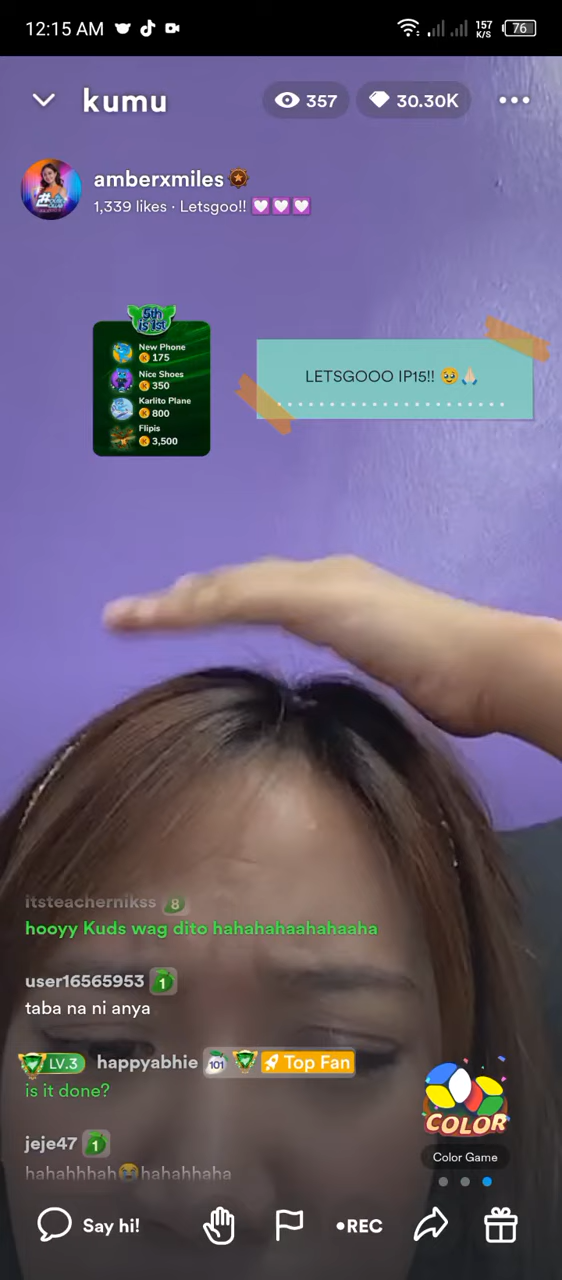 12:15 AM
157
K/S
76
kumu
357
30.30K
amberxmiles
1,339 likes · Letsgoo!! 💟💟💟
5th
is 1st
New Phone
K 175
Nice Shoes
K 350
Karlito Plane
K 800
Flipis
K 3,500
LETSGOOO IP15!! 🥹🙏🏻
itsteachernikss 8
hooyy Kuds wag dito hahahahaahahaaha
user16565953 1
taba na ni anya
LV.3 happyabhie 101 Top Fan
is it done?
jeje47 1
hahahhhah😭hahahhaha
COLOR
Color Game
Say hi!
•REC